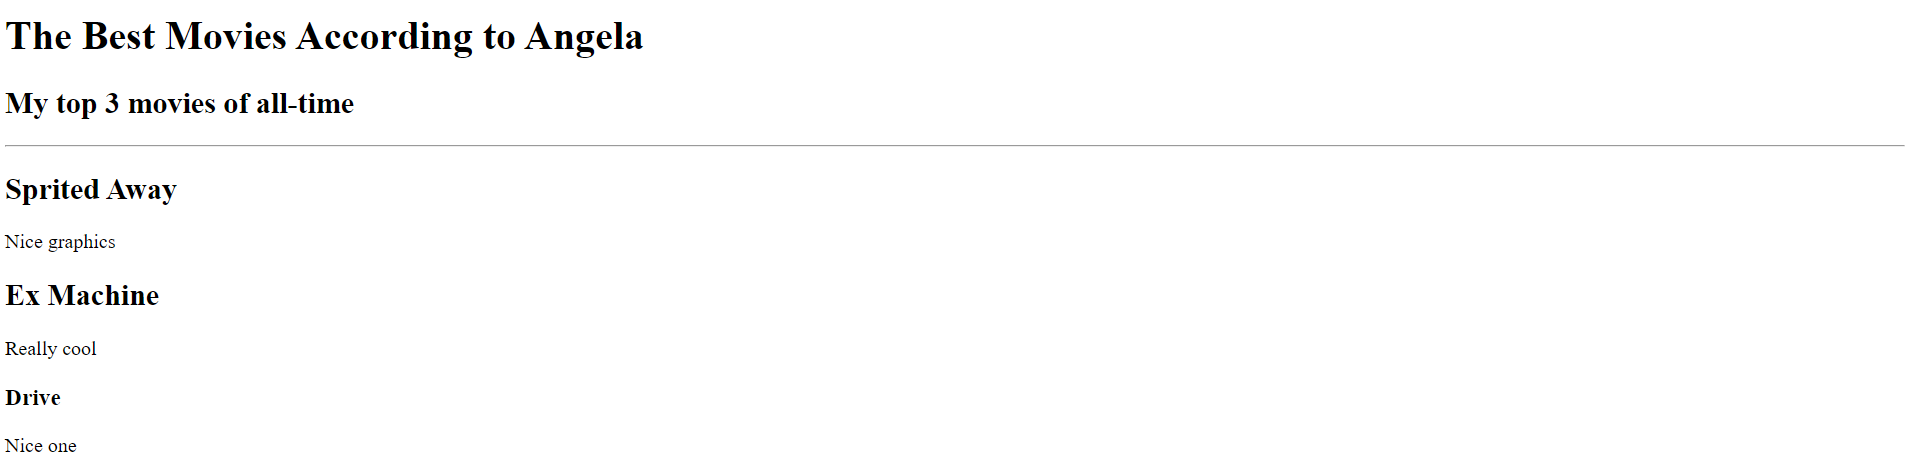 The Best Movies According to Angela
My top 3 movies of all-time
Sprited Away
Nice graphics
Ex Machine
Really cool
Drive
Nice one